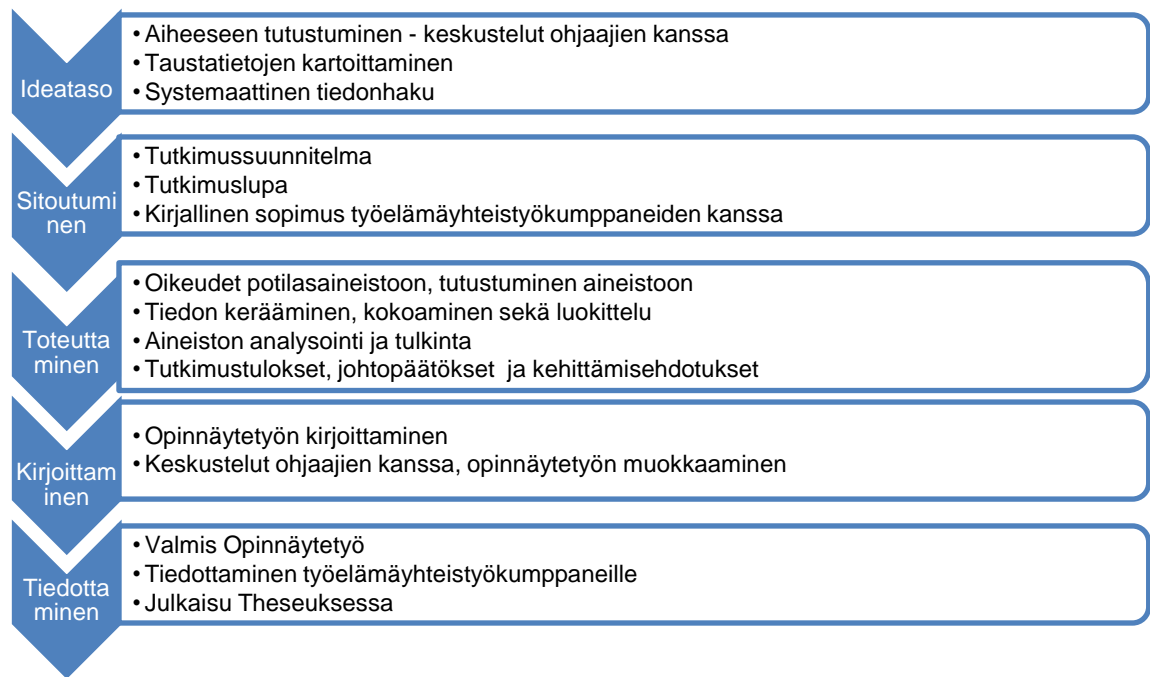 Ideataso
• Aiheeseen tutustuminen - keskustelut ohjaajien kanssa
• Taustatietojen kartoittaminen
• Systemaattinen tiedonhaku
Sitoutumi
nen
• Tutkimussuunnitelma
• Tutkimuslupa
• Kirjallinen sopimus työelämäyhteistyökumppaneiden kanssa
Toteutta
minen
• Oikeudet potilasaineistoon, tutustuminen aineistoon
• Tiedon kerääminen, kokoaminen sekä luokittelu
• Aineiston analysointi ja tulkinta
• Tutkimustulokset, johtopäätökset ja kehittämisehdotukset
Kirjoittam
inen
• Opinnäytetyön kirjoittaminen
• Keskustelut ohjaajien kanssa, opinnäytetyön muokkaaminen
Tiedotta
minen
• Valmis Opinnäytetyö
• Tiedottaminen työelämäyhteistyökumppaneille
• Julkaisu Theseuksessa